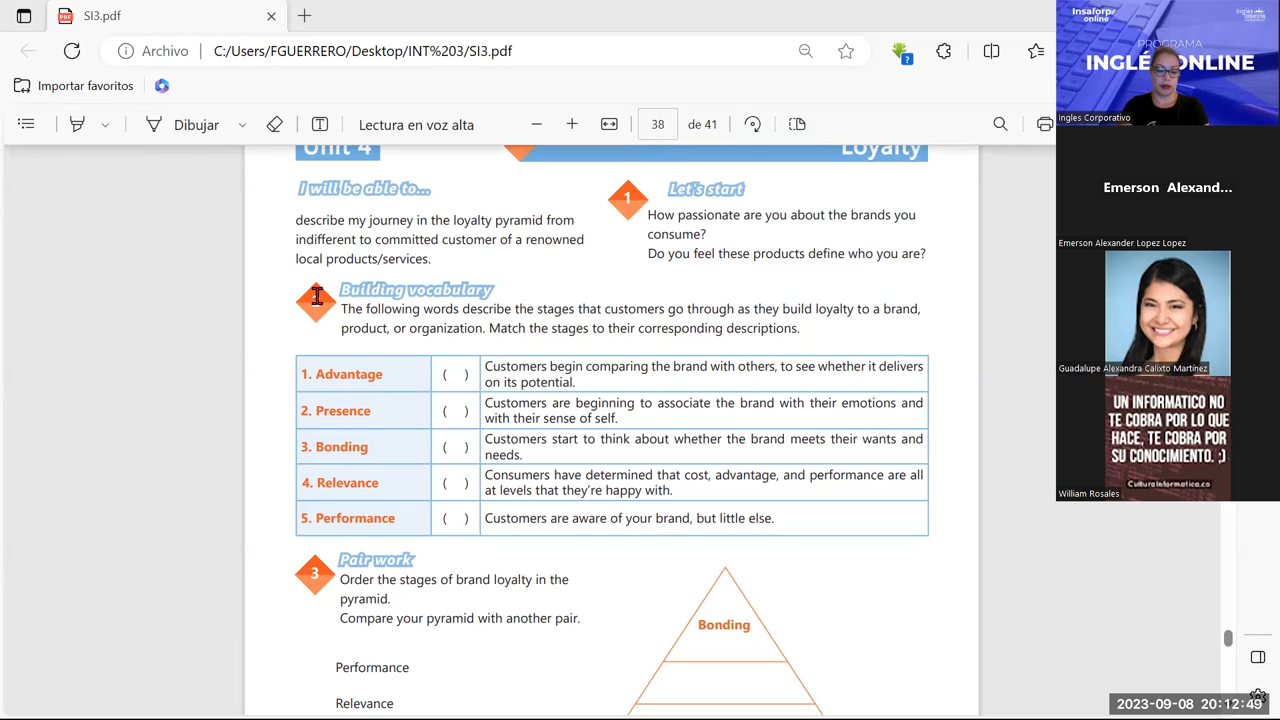 SI3.pdf
Archivo
C:/Users/FGUERRERO/Desktop/INT%203/SI3.pdf
Importar favoritos
Dibujar
Lectura en voz alta
38
de 41
Unit 4
Loyalty
I will be able to...
describe my journey in the loyalty pyramid from
indifferent to committed customer of a renowned
local products/services.
1
Let's start
How passionate are you about the brands you
consume?
Do you feel these products define who you are?
Building vocabulary
The following words describe the stages that customers go through as they build loyalty to a brand,
product, or organization. Match the stages to their corresponding descriptions.
1. Advantage ( ) Customers begin comparing the brand with others, to see whether it delivers
on its potential.
2. Presence ( ) Customers are beginning to associate the brand with their emotions and
with their sense of self.
3. Bonding ( ) Customers start to think about whether the brand meets their wants and
needs.
4. Relevance ( ) Consumers have determined that cost, advantage, and performance are all
at levels that they're happy with.
5. Performance ( ) Customers are aware of your brand, but little else.
3
Pair work
Order the stages of brand loyalty in the
pyramid.
Compare your pyramid with another pair.
Performance
Relevance
Bonding
Insaforp
online
PROGRAMA
INGLÉ ONLINE
Ingles Corporativo
Emerson Alexand...
Emerson Alexander Lopez Lopez
Guadalupe Alexandra Calixto Martínez
UN INFORMATICO NO
TE COBRA POR LO QUE
HACE, TE COBRA POR
SU CONOCIMIENTO. ;)
CulturaInformatica.co
William Rosales
2023-09-08 20:12:49